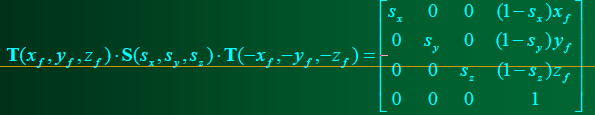 T(x_f, y_f, z_f) · S(s_x, s_y, s_z) · T(−x_f, −y_f, −z_f) =
s_x 0 0 (1−s_x)x_f
0 s_y 0 (1−s_y)y_f
0 0 s_z (1−s_z)z_f
0 0 0 1